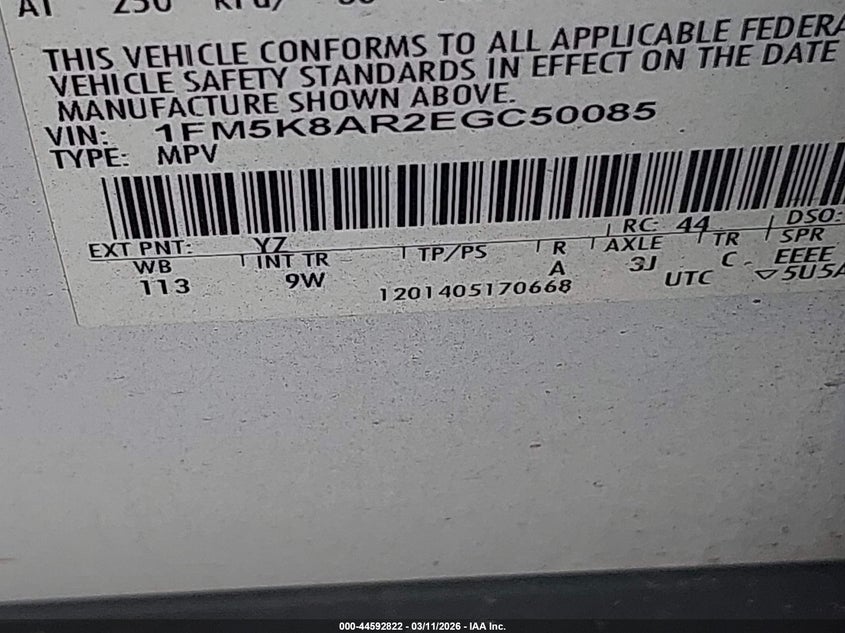 THIS VEHICLE CONFORMS TO ALL APPLICABLE FEDERA
VEHICLE SAFETY STANDARDS IN EFFECT ON THE DATE
MANUFACTURE SHOWN ABOVE.
VIN: 1FM5K8AR2EGC50085
TYPE: MPV
EXT PNT: YZ RC: 44 DSO:
WB INT TR TP/PS R AXLE TR SPR
113 9W A 3J C EEEE
1201405170668 UTC ▽5U5A
000-44592822 - 03/11/2026 - IAA Inc.